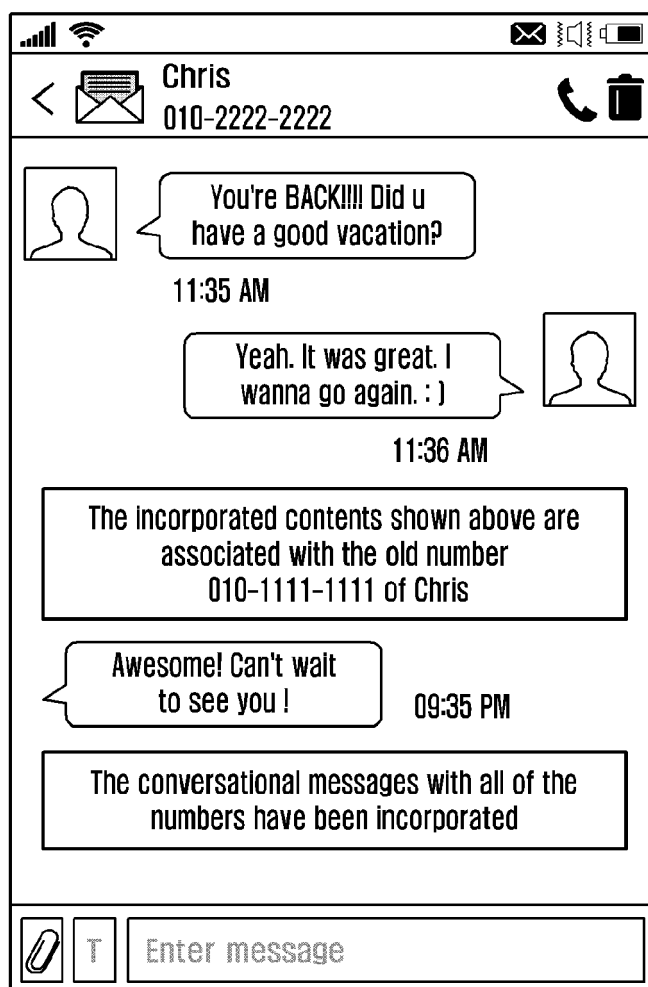 Chris
010-2222-2222
You're BACK!!!! Did u
have a good vacation?
11:35 AM
Yeah. It was great. I
wanna go again. : )
11:36 AM
The incorporated contents shown above are
associated with the old number
010-1111-1111 of Chris
Awesome! Can't wait
to see you !
09:35 PM
The conversational messages with all of the
numbers have been incorporated
T
Enter message